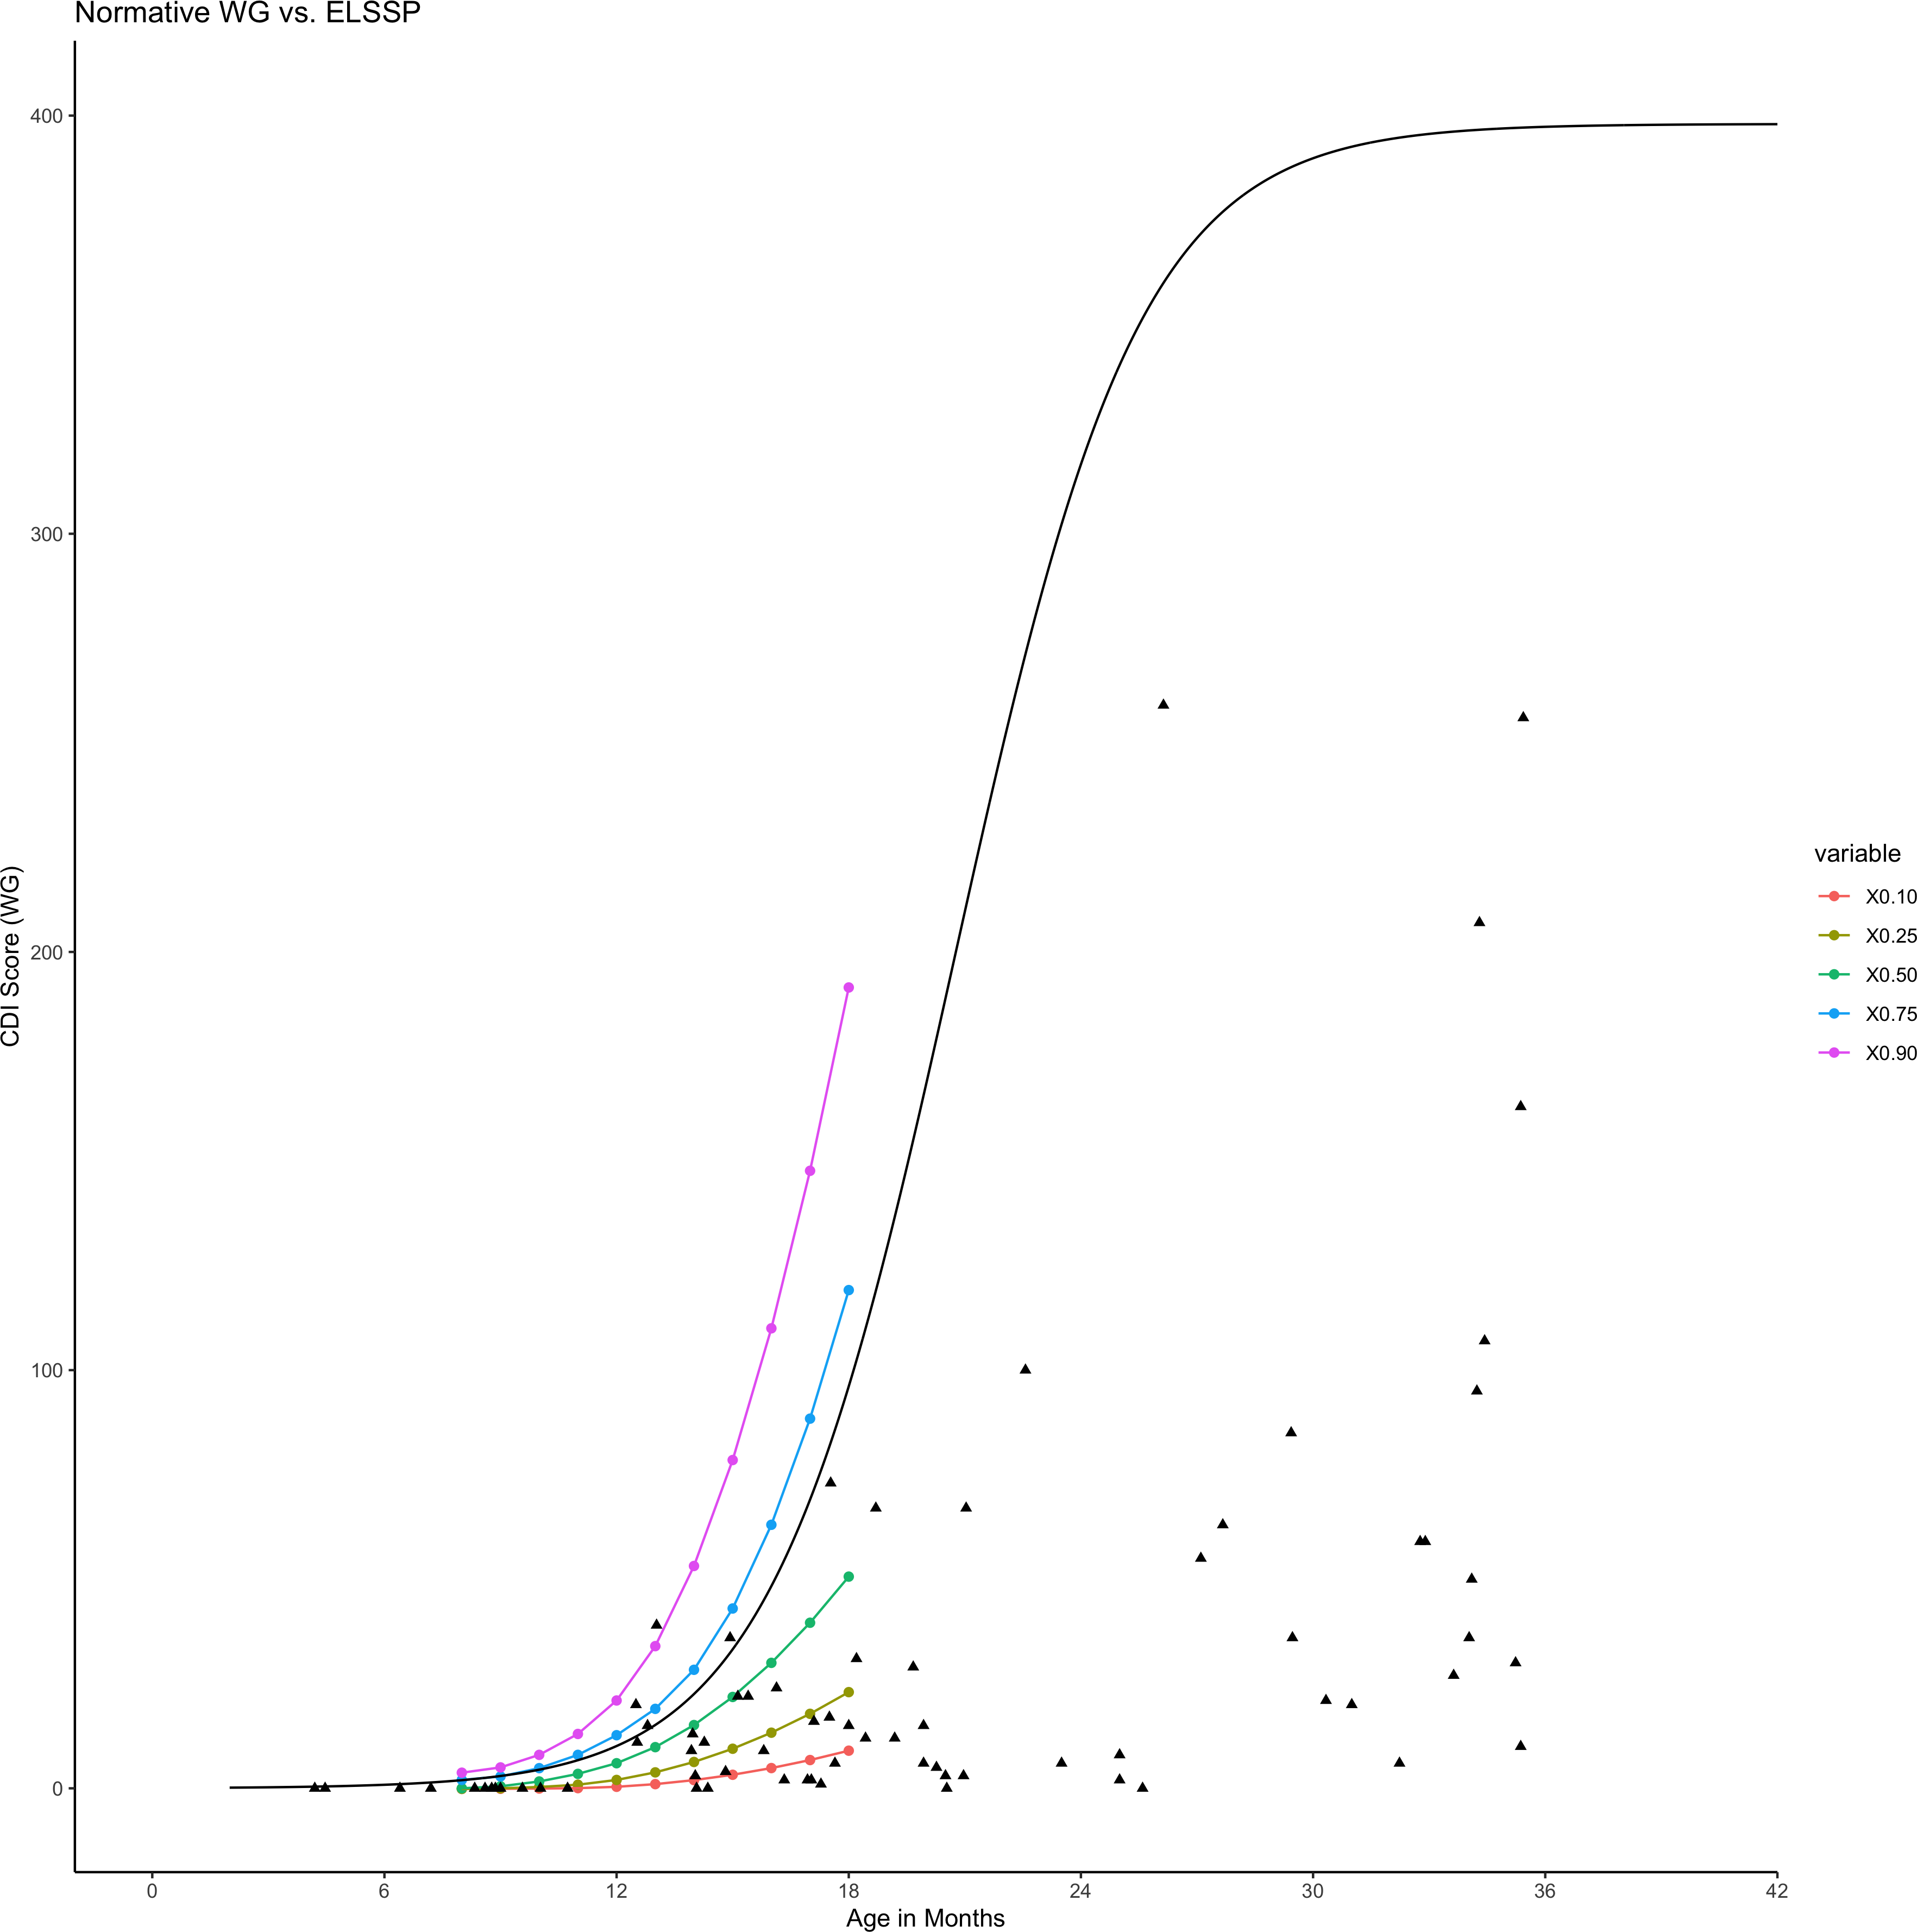 Normative WG vs. ELSSP
400
300
200
100
0
CDI Score (WG)
0 6 12 18 24 30 36 42
Age in Months
variable
X0.10
X0.25
X0.50
X0.75
X0.90